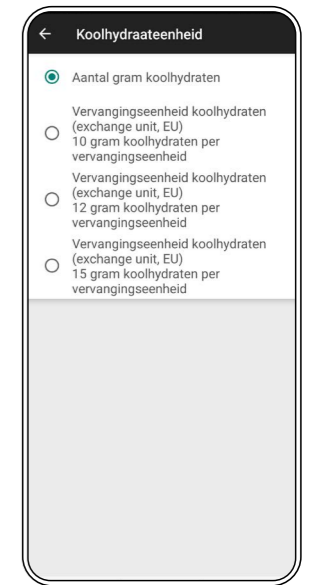 Koolhydraateenheid
Aantal gram koolhydraten
Vervangingseenheid koolhydraten
(exchange unit, EU)
10 gram koolhydraten per
vervangingseenheid
Vervangingseenheid koolhydraten
(exchange unit, EU)
12 gram koolhydraten per
vervangingseenheid
Vervangingseenheid koolhydraten
(exchange unit, EU)
15 gram koolhydraten per
vervangingseenheid